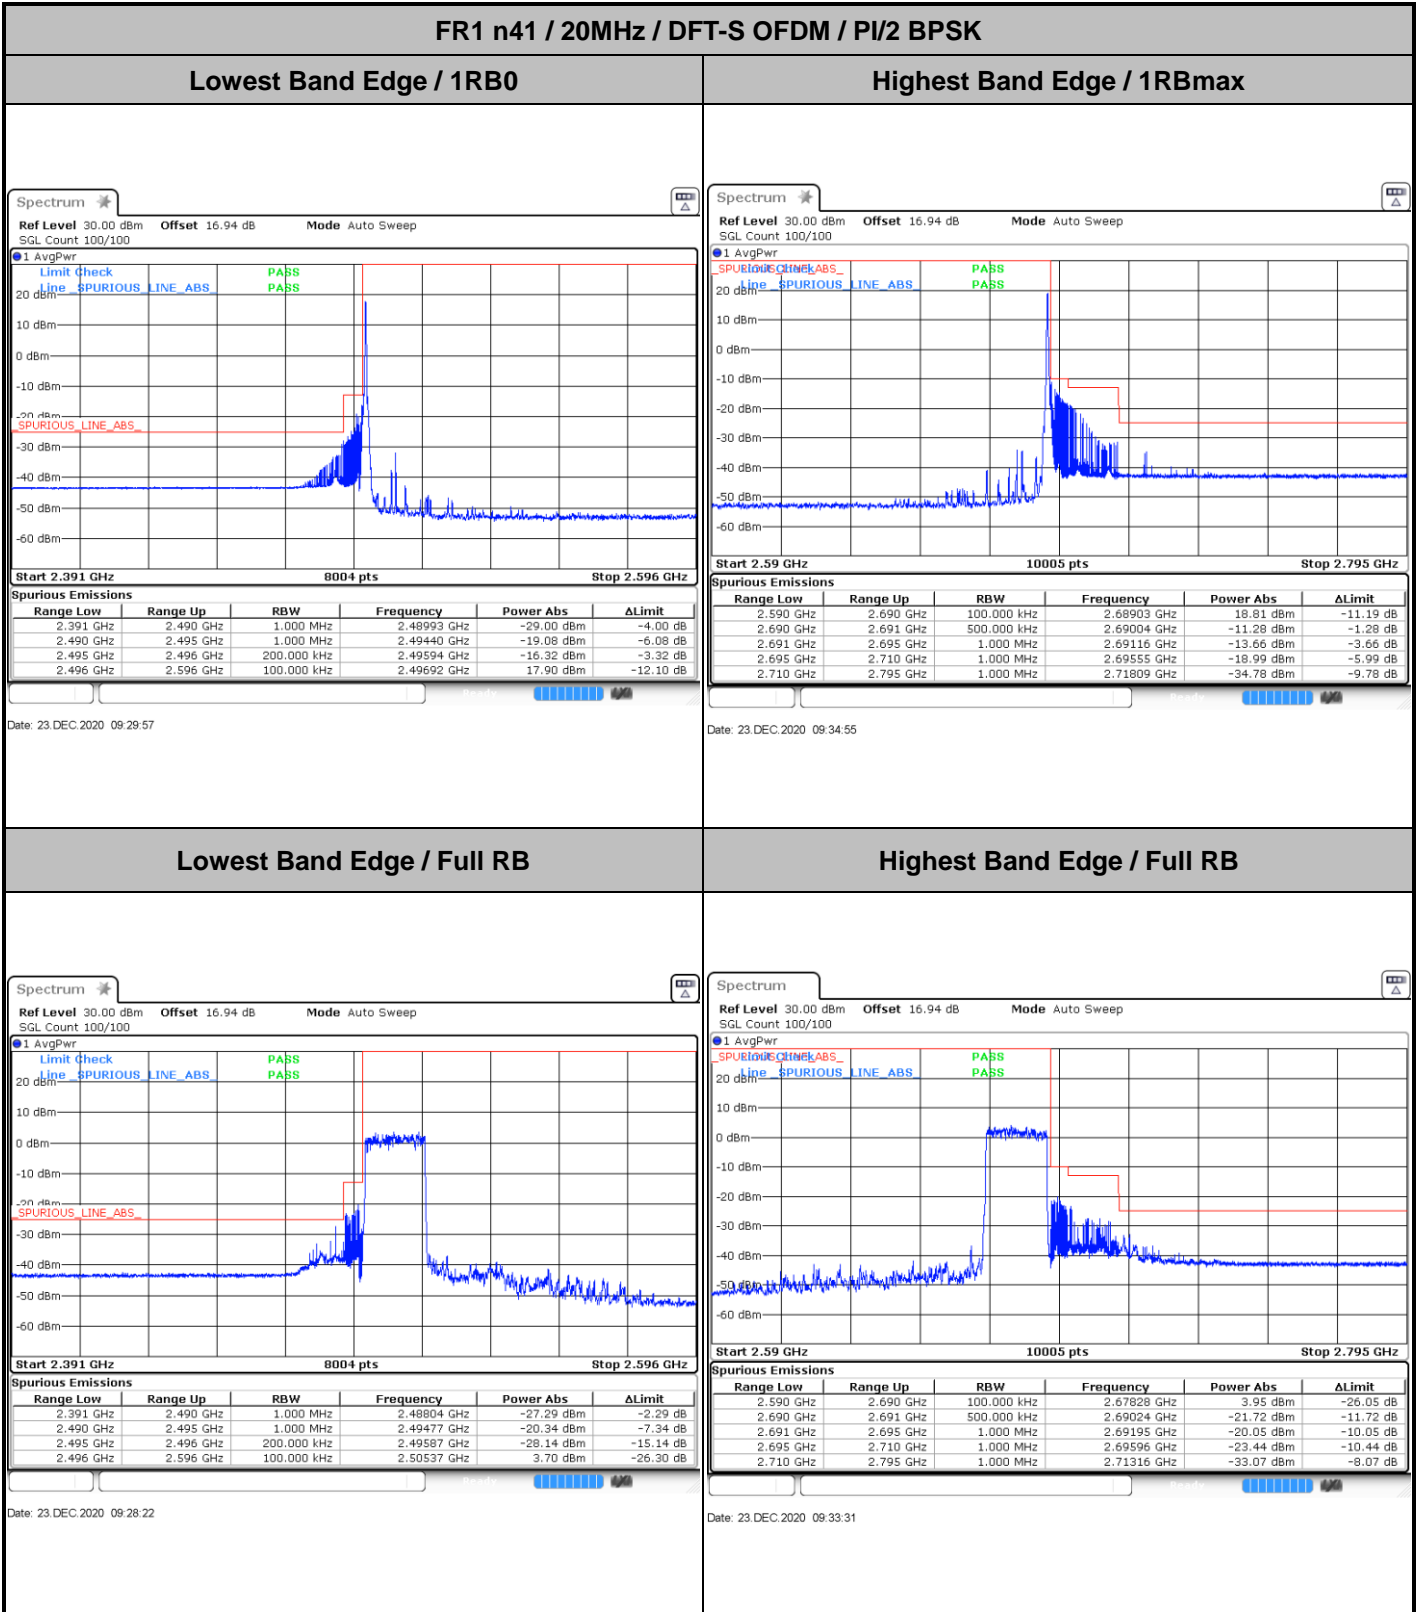 FR1 n41 / 20MHz / DFT-S OFDM / PI/2 BPSK
Lowest Band Edge / 1RB0
Highest Band Edge / 1RBmax
Spectrum
Ref Level 30.00 dBm Offset 16.94 dB Mode Auto Sweep
SGL Count 100/100
1 AvgPwr
Limit Check PASS
Line _SPURIOUS_LINE_ABS_ PASS
20 dBm
10 dBm
0 dBm
-10 dBm
-20 dBm
_SPURIOUS_LINE_ABS_
-30 dBm
-40 dBm
-50 dBm
-60 dBm
Start 2.391 GHz 8004 pts Stop 2.596 GHz
Spurious Emissions
Range Low Range Up RBW Frequency Power Abs ΔLimit
2.391 GHz 2.490 GHz 1.000 MHz 2.48993 GHz -29.00 dBm -4.00 dB
2.490 GHz 2.495 GHz 1.000 MHz 2.49440 GHz -19.08 dBm -6.08 dB
2.495 GHz 2.496 GHz 200.000 kHz 2.49594 GHz -16.32 dBm -3.32 dB
2.496 GHz 2.596 GHz 100.000 kHz 2.49692 GHz 17.90 dBm -12.10 dB
Ready
Date: 23.DEC.2020 09:29:57
Spectrum
Ref Level 30.00 dBm Offset 16.94 dB Mode Auto Sweep
SGL Count 100/100
1 AvgPwr
_SPURIOUS_LINE_ABS_
Limit Check PASS
Line _SPURIOUS_LINE_ABS_ PASS
20 dBm
10 dBm
0 dBm
-10 dBm
-20 dBm
-30 dBm
-40 dBm
-50 dBm
-60 dBm
Start 2.59 GHz 10005 pts Stop 2.795 GHz
Spurious Emissions
Range Low Range Up RBW Frequency Power Abs ΔLimit
2.590 GHz 2.690 GHz 100.000 kHz 2.68903 GHz 18.81 dBm -11.19 dB
2.690 GHz 2.691 GHz 500.000 kHz 2.69004 GHz -11.28 dBm -1.28 dB
2.691 GHz 2.695 GHz 1.000 MHz 2.69116 GHz -13.66 dBm -3.66 dB
2.695 GHz 2.710 GHz 1.000 MHz 2.69555 GHz -18.99 dBm -5.99 dB
2.710 GHz 2.795 GHz 1.000 MHz 2.71809 GHz -34.78 dBm -9.78 dB
Ready
Date: 23.DEC.2020 09:34:55
Lowest Band Edge / Full RB
Highest Band Edge / Full RB
Spectrum
Ref Level 30.00 dBm Offset 16.94 dB Mode Auto Sweep
SGL Count 100/100
1 AvgPwr
Limit Check PASS
Line _SPURIOUS_LINE_ABS_ PASS
20 dBm
10 dBm
0 dBm
-10 dBm
-20 dBm
_SPURIOUS_LINE_ABS_
-30 dBm
-40 dBm
-50 dBm
-60 dBm
Start 2.391 GHz 8004 pts Stop 2.596 GHz
Spurious Emissions
Range Low Range Up RBW Frequency Power Abs ΔLimit
2.391 GHz 2.490 GHz 1.000 MHz 2.48804 GHz -27.29 dBm -2.29 dB
2.490 GHz 2.495 GHz 1.000 MHz 2.49477 GHz -20.34 dBm -7.34 dB
2.495 GHz 2.496 GHz 200.000 kHz 2.49587 GHz -28.14 dBm -15.14 dB
2.496 GHz 2.596 GHz 100.000 kHz 2.50537 GHz 3.70 dBm -26.30 dB
Ready
Date: 23.DEC.2020 09:28:22
Spectrum
Ref Level 30.00 dBm Offset 16.94 dB Mode Auto Sweep
SGL Count 100/100
1 AvgPwr
_SPURIOUS_LINE_ABS_
Limit Check PASS
Line _SPURIOUS_LINE_ABS_ PASS
20 dBm
10 dBm
0 dBm
-10 dBm
-20 dBm
-30 dBm
-40 dBm
-50 dBm
-60 dBm
Start 2.59 GHz 10005 pts Stop 2.795 GHz
Spurious Emissions
Range Low Range Up RBW Frequency Power Abs ΔLimit
2.590 GHz 2.690 GHz 100.000 kHz 2.67828 GHz 3.95 dBm -26.05 dB
2.690 GHz 2.691 GHz 500.000 kHz 2.69024 GHz -21.72 dBm -11.72 dB
2.691 GHz 2.695 GHz 1.000 MHz 2.69195 GHz -20.05 dBm -10.05 dB
2.695 GHz 2.710 GHz 1.000 MHz 2.69596 GHz -23.44 dBm -10.44 dB
2.710 GHz 2.795 GHz 1.000 MHz 2.71316 GHz -33.07 dBm -8.07 dB
Ready
Date: 23.DEC.2020 09:33:31